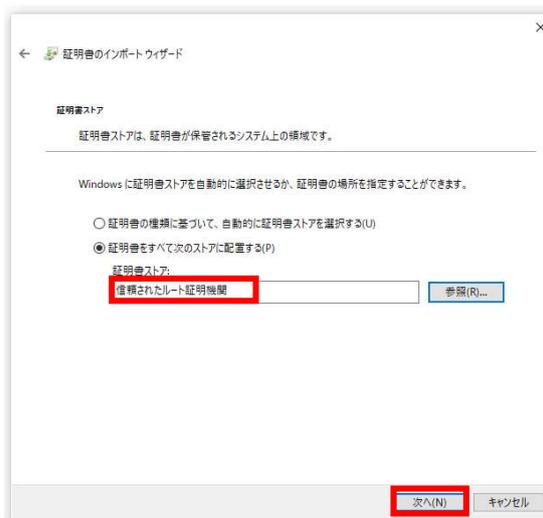 証明書のインポート ウィザード
証明書ストア
証明書ストアは、証明書が保管されるシステム上の領域です。
Windows に証明書ストアを自動的に選択させるか、証明書の場所を指定することができます。
証明書の種類に基づいて、自動的に証明書ストアを選択する(U)
証明書をすべて次のストアに配置する(P)
証明書ストア:
信頼されたルート証明機関
参照(R)...
次へ(N)
キャンセル